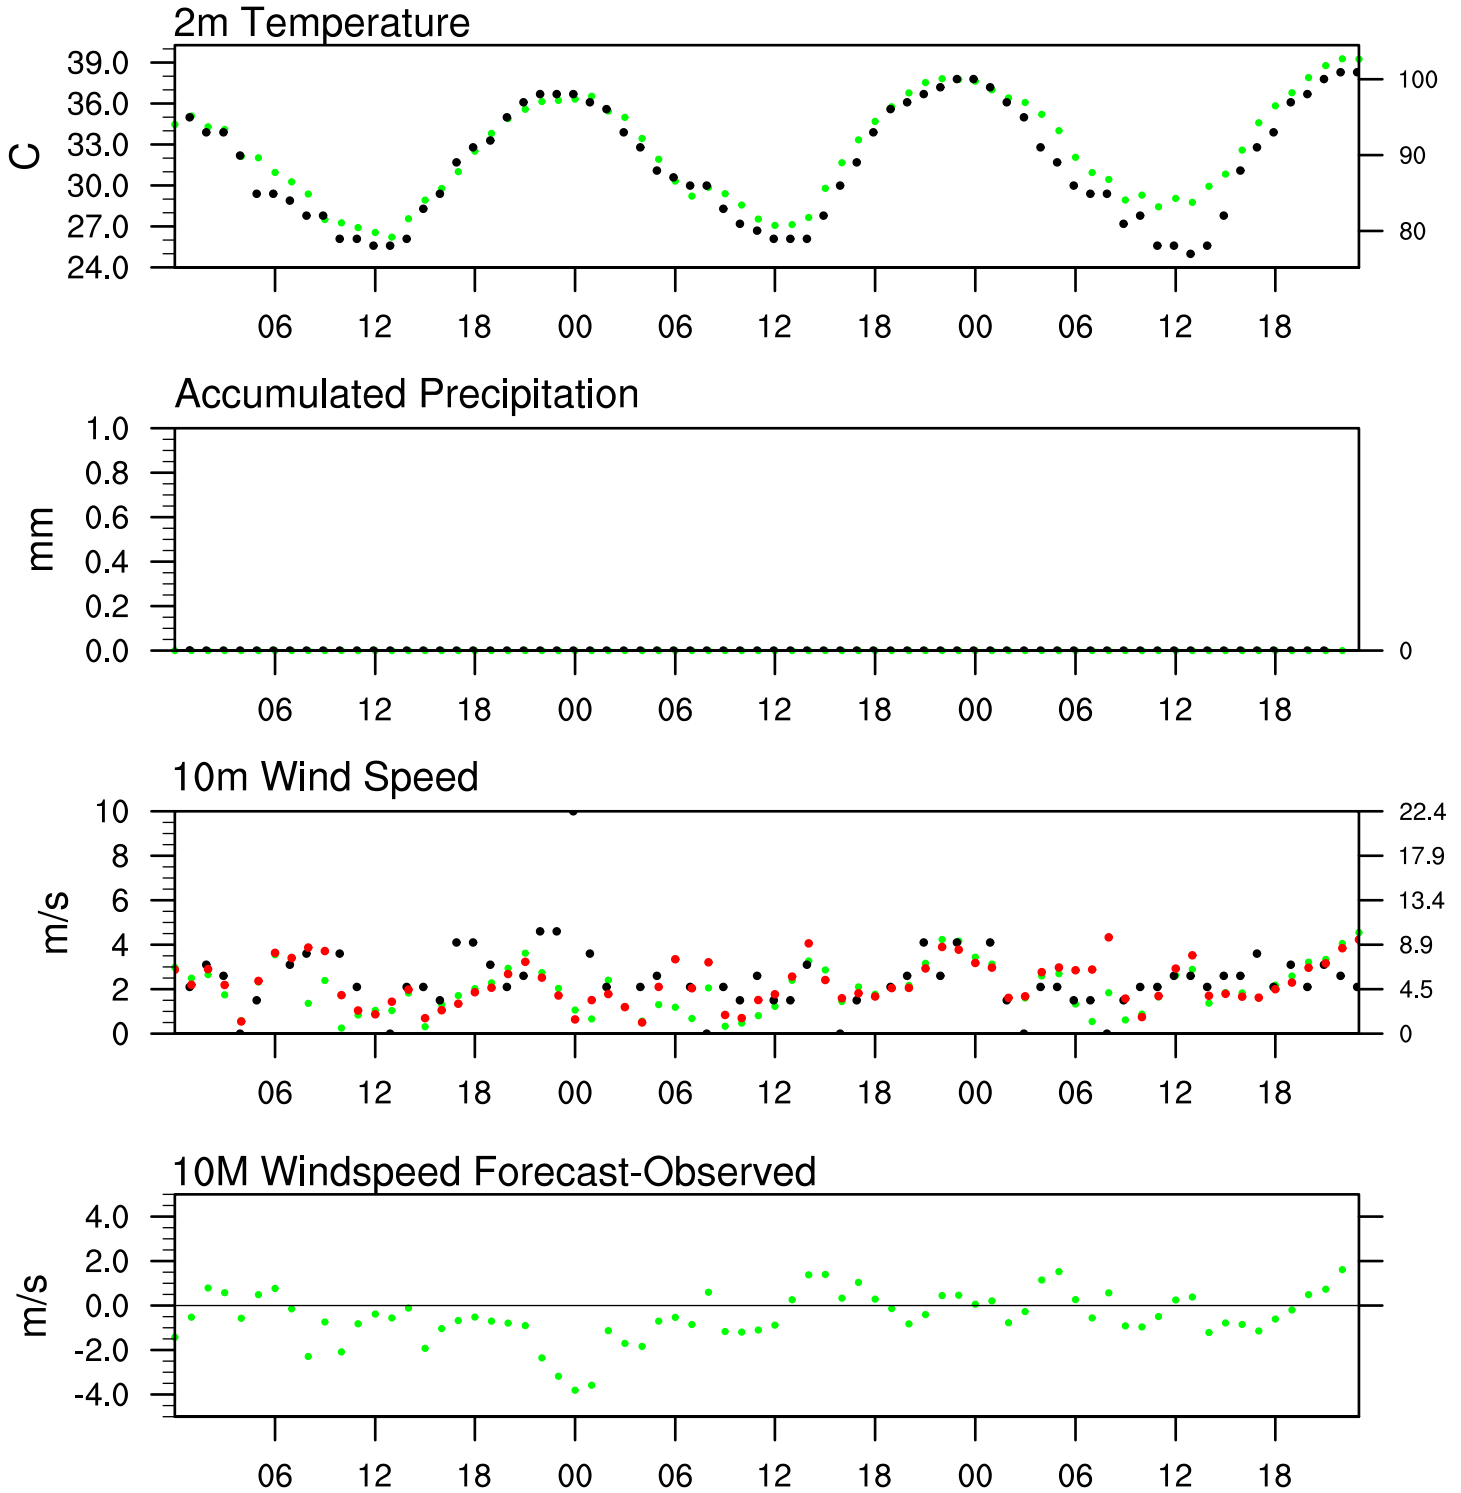 2m Temperature
39.0
36.0
33.0
30.0
27.0
24.0
C
100
90
80
06 12 18 00 06 12 18 00 06 12 18
Accumulated Precipitation
1.0
0.8
0.6
0.4
0.2
0.0
mm
0
06 12 18 00 06 12 18 00 06 12 18
10m Wind Speed
10
8
6
4
2
0
m/s
22.4
17.9
13.4
8.9
4.5
0
06 12 18 00 06 12 18 00 06 12 18
10M Windspeed Forecast-Observed
4.0
2.0
0.0
-2.0
-4.0
m/s
06 12 18 00 06 12 18 00 06 12 18